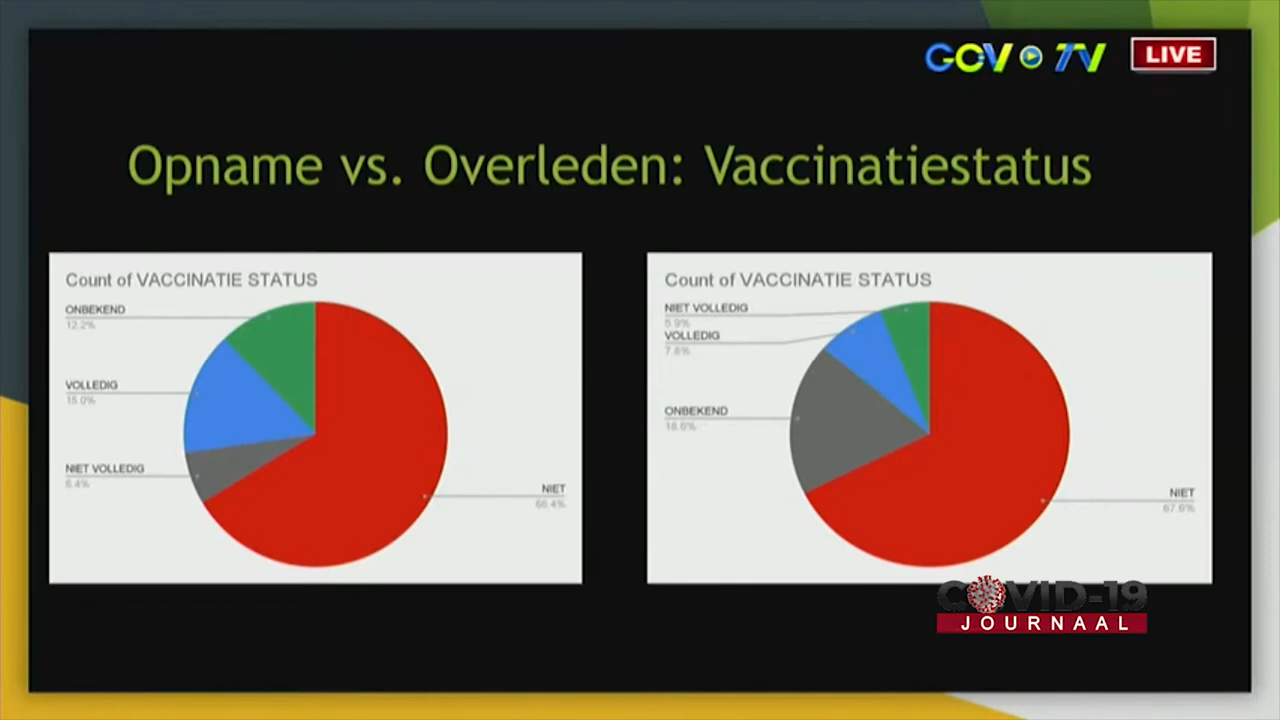 GOV TV LIVE
Opname vs. Overleden: Vaccinatiestatus
Count of VACCINATIE STATUS
ONBEKEND
12.2%
VOLLEDIG
15.0%
NIET VOLLEDIG
6.4%
NIET
66.4%
Count of VACCINATIE STATUS
NIET VOLLEDIG
5.9%
VOLLEDIG
7.8%
ONBEKEND
18.6%
NIET
67.6%
COVID-19
JOURNAAL